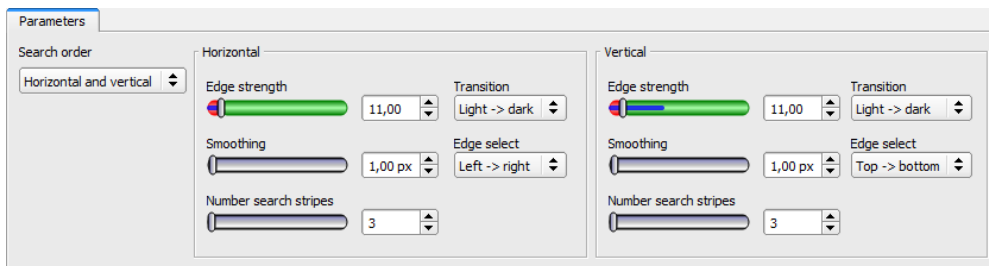 Parameters
Search order
Horizontal and vertical
Horizontal
Edge strength
Transition
11,00
Light -> dark
Smoothing
Edge select
1,00 px
Left -> right
Number search stripes
3
Vertical
Edge strength
Transition
11,00
Light -> dark
Smoothing
Edge select
1,00 px
Top -> bottom
Number search stripes
3